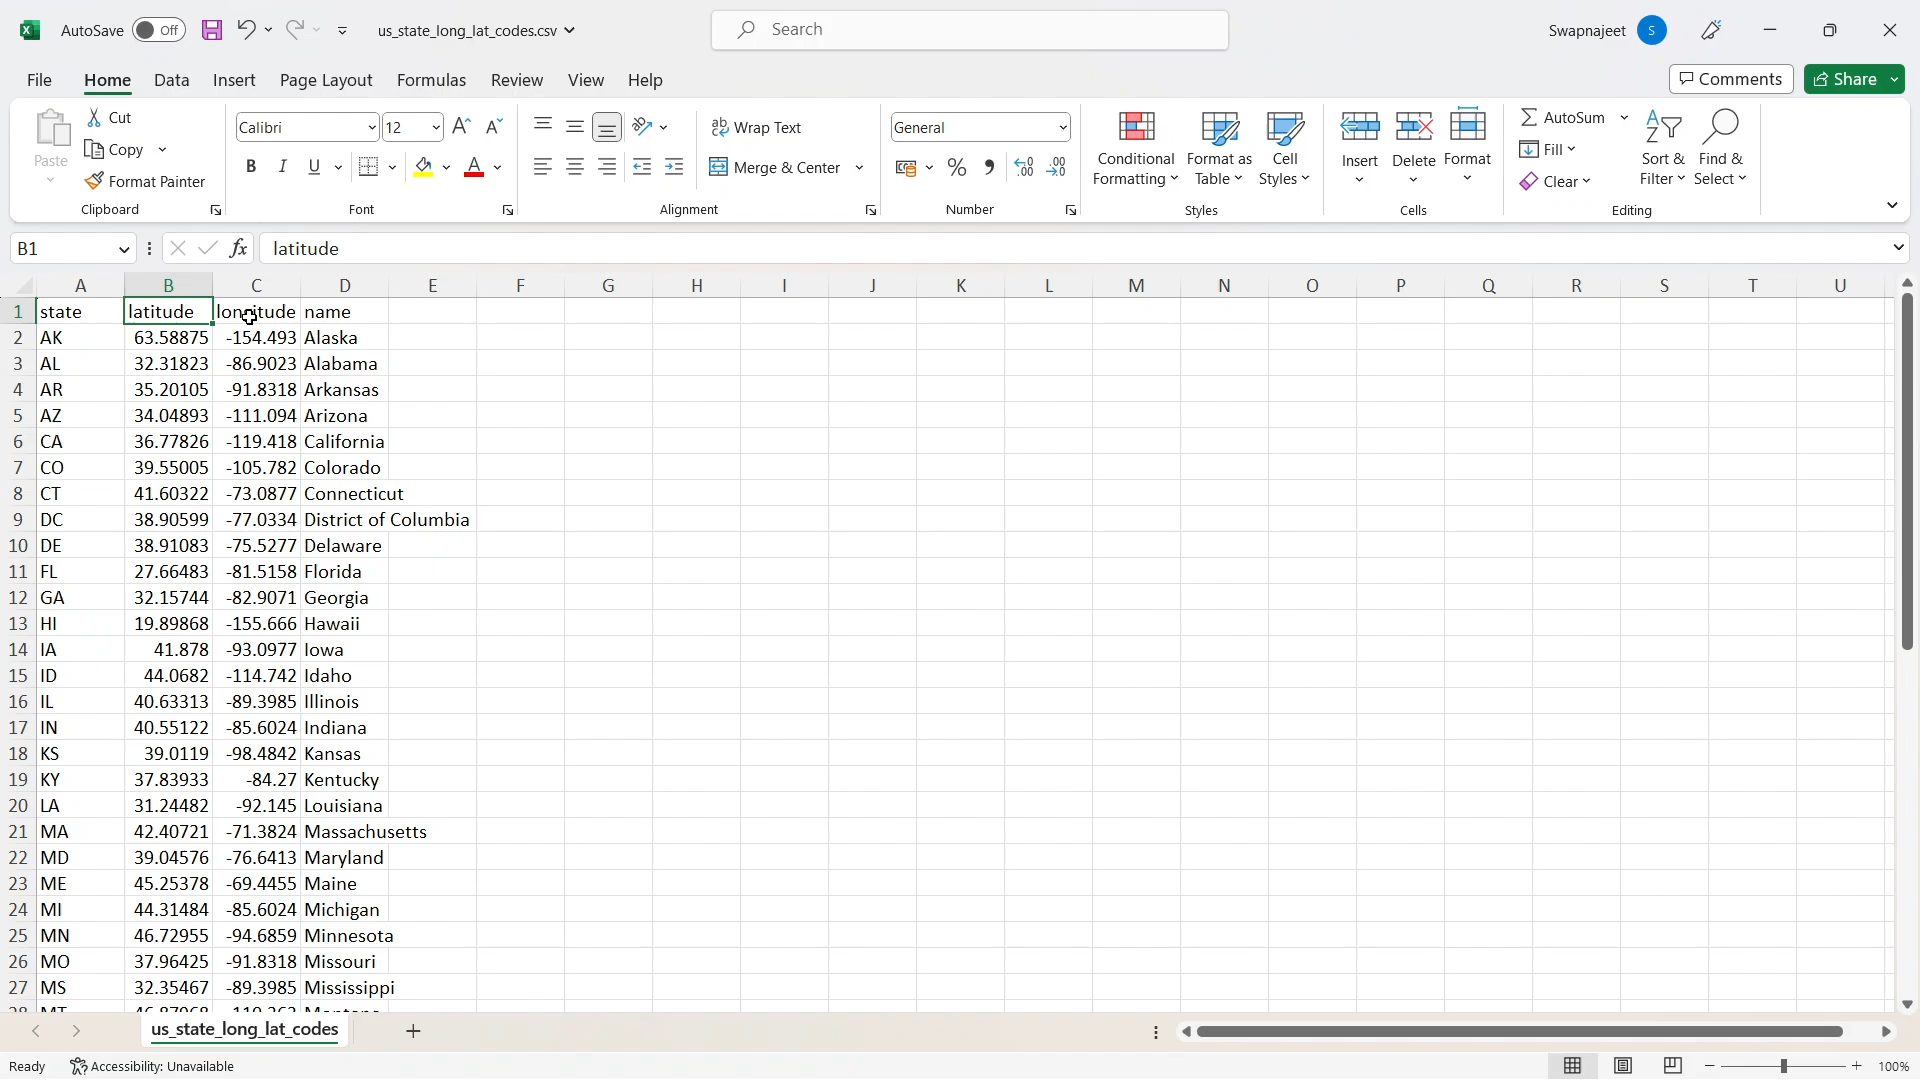 AutoSave Off us_state_long_lat_codes.csv Search Swapnajeet S
File Home Data Insert Page Layout Formulas Review View Help Comments Share
Paste Cut Copy Format Painter Clipboard
Calibri 12 B I U A Font
ab Wrap Text Merge & Center Alignment
General % Number
Conditional Formatting Format as Table Cell Styles Styles
Insert Delete Format Cells
AutoSum Fill Clear Sort & Filter Find & Select Editing
B1 fx latitude
A B C D E F G H I J K L M N O P Q R S T U
1 state latitude longitude name
2 AK 63.58875 -154.493 Alaska
3 AL 32.31823 -86.9023 Alabama
4 AR 35.20105 -91.8318 Arkansas
5 AZ 34.04893 -111.094 Arizona
6 CA 36.77826 -119.418 California
7 CO 39.55005 -105.782 Colorado
8 CT 41.60322 -73.0877 Connecticut
9 DC 38.90599 -77.0334 District of Columbia
10 DE 38.91083 -75.5277 Delaware
11 FL 27.66483 -81.5158 Florida
12 GA 32.15744 -82.9071 Georgia
13 HI 19.89868 -155.666 Hawaii
14 IA 41.878 -93.0977 Iowa
15 ID 44.0682 -114.742 Idaho
16 IL 40.63313 -89.3985 Illinois
17 IN 40.55122 -85.6024 Indiana
18 KS 39.0119 -98.4842 Kansas
19 KY 37.83933 -84.27 Kentucky
20 LA 31.24482 -92.145 Louisiana
21 MA 42.40721 -71.3824 Massachusetts
22 MD 39.04576 -76.6413 Maryland
23 ME 45.25378 -69.4455 Maine
24 MI 44.31484 -85.6024 Michigan
25 MN 46.72955 -94.6859 Minnesota
26 MO 37.96425 -91.8318 Missouri
27 MS 32.35467 -89.3985 Mississippi
us_state_long_lat_codes
Ready Accessibility: Unavailable 100%